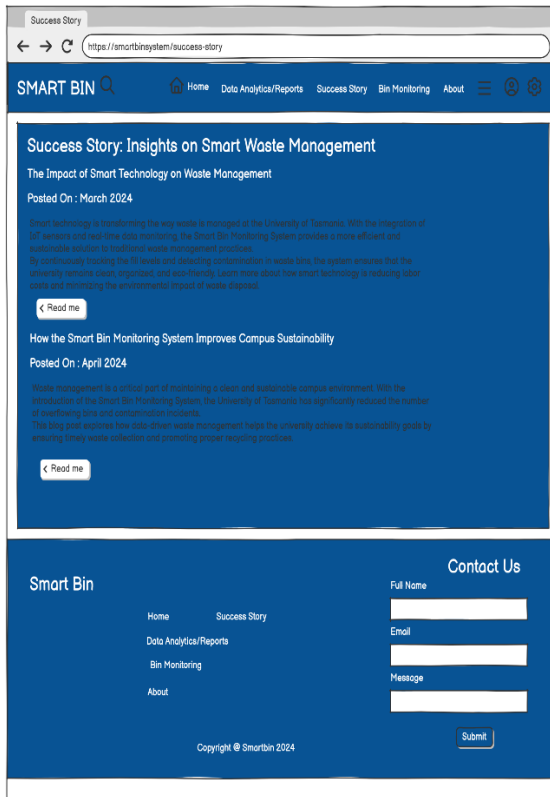 Success Story
https://smartbinsystem/success-story
SMART BIN
Home
Data Analytics/Reports
Success Story
Bin Monitoring
About
Success Story: Insights on Smart Waste Management
The Impact of Smart Technology on Waste Management
Posted On : March 2024
Smart technology is transforming the way waste is managed at the University of Tasmania. With the integration of
IoT sensors and real-time data monitoring, the Smart Bin Monitoring System provides a more efficient and
sustainable solution to traditional waste management practices.
By continuously tracking the fill levels and detecting contamination in waste bins, the system ensures that the
university remains clean, organized, and eco-friendly. Learn more about how smart technology is reducing labor
costs and minimizing the environmental impact of waste disposal.
Read me
How the Smart Bin Monitoring System Improves Campus Sustainability
Posted On : April 2024
Waste management is a critical part of maintaining a clean and sustainable campus environment. With the
introduction of the Smart Bin Monitoring System, the University of Tasmania has significantly reduced the number
of overflowing bins and contamination incidents.
This blog post explores how data-driven waste management helps the university achieve its sustainability goals by
ensuring timely waste collection and promoting proper recycling practices.
Read me
Smart Bin
Home
Success Story
Data Analytics/Reports
Bin Monitoring
About
Copyright @ Smartbin 2024
Contact Us
Full Name
Email
Message
Submit